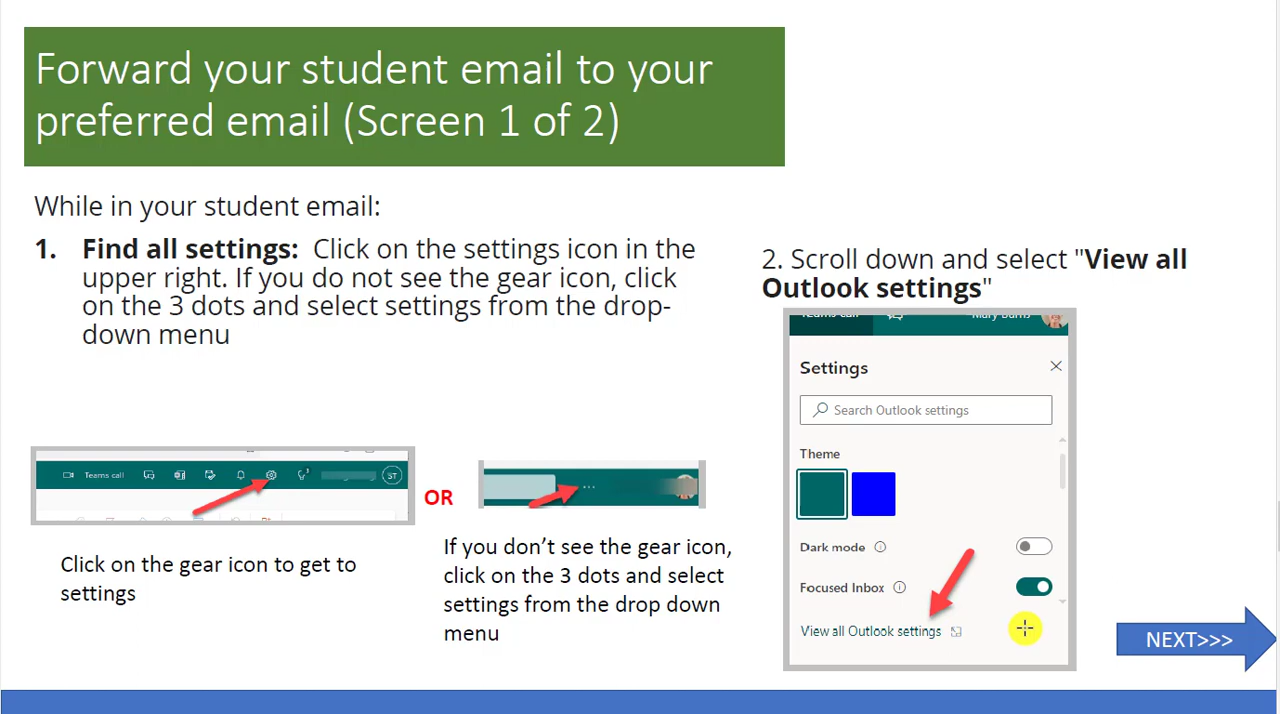 Forward your student email to your
preferred email (Screen 1 of 2)
While in your student email:
1. Find all settings: Click on the settings icon in the
upper right. If you do not see the gear icon, click
on the 3 dots and select settings from the drop-
down menu
2. Scroll down and select "View all
Outlook settings"
Teams call
ST
Click on the gear icon to get to
settings
OR
...
If you don’t see the gear icon,
click on the 3 dots and select
settings from the drop down
menu
Teams call Mary Burns
Settings
Search Outlook settings
Theme
Dark mode
Focused Inbox
View all Outlook settings
NEXT>>>